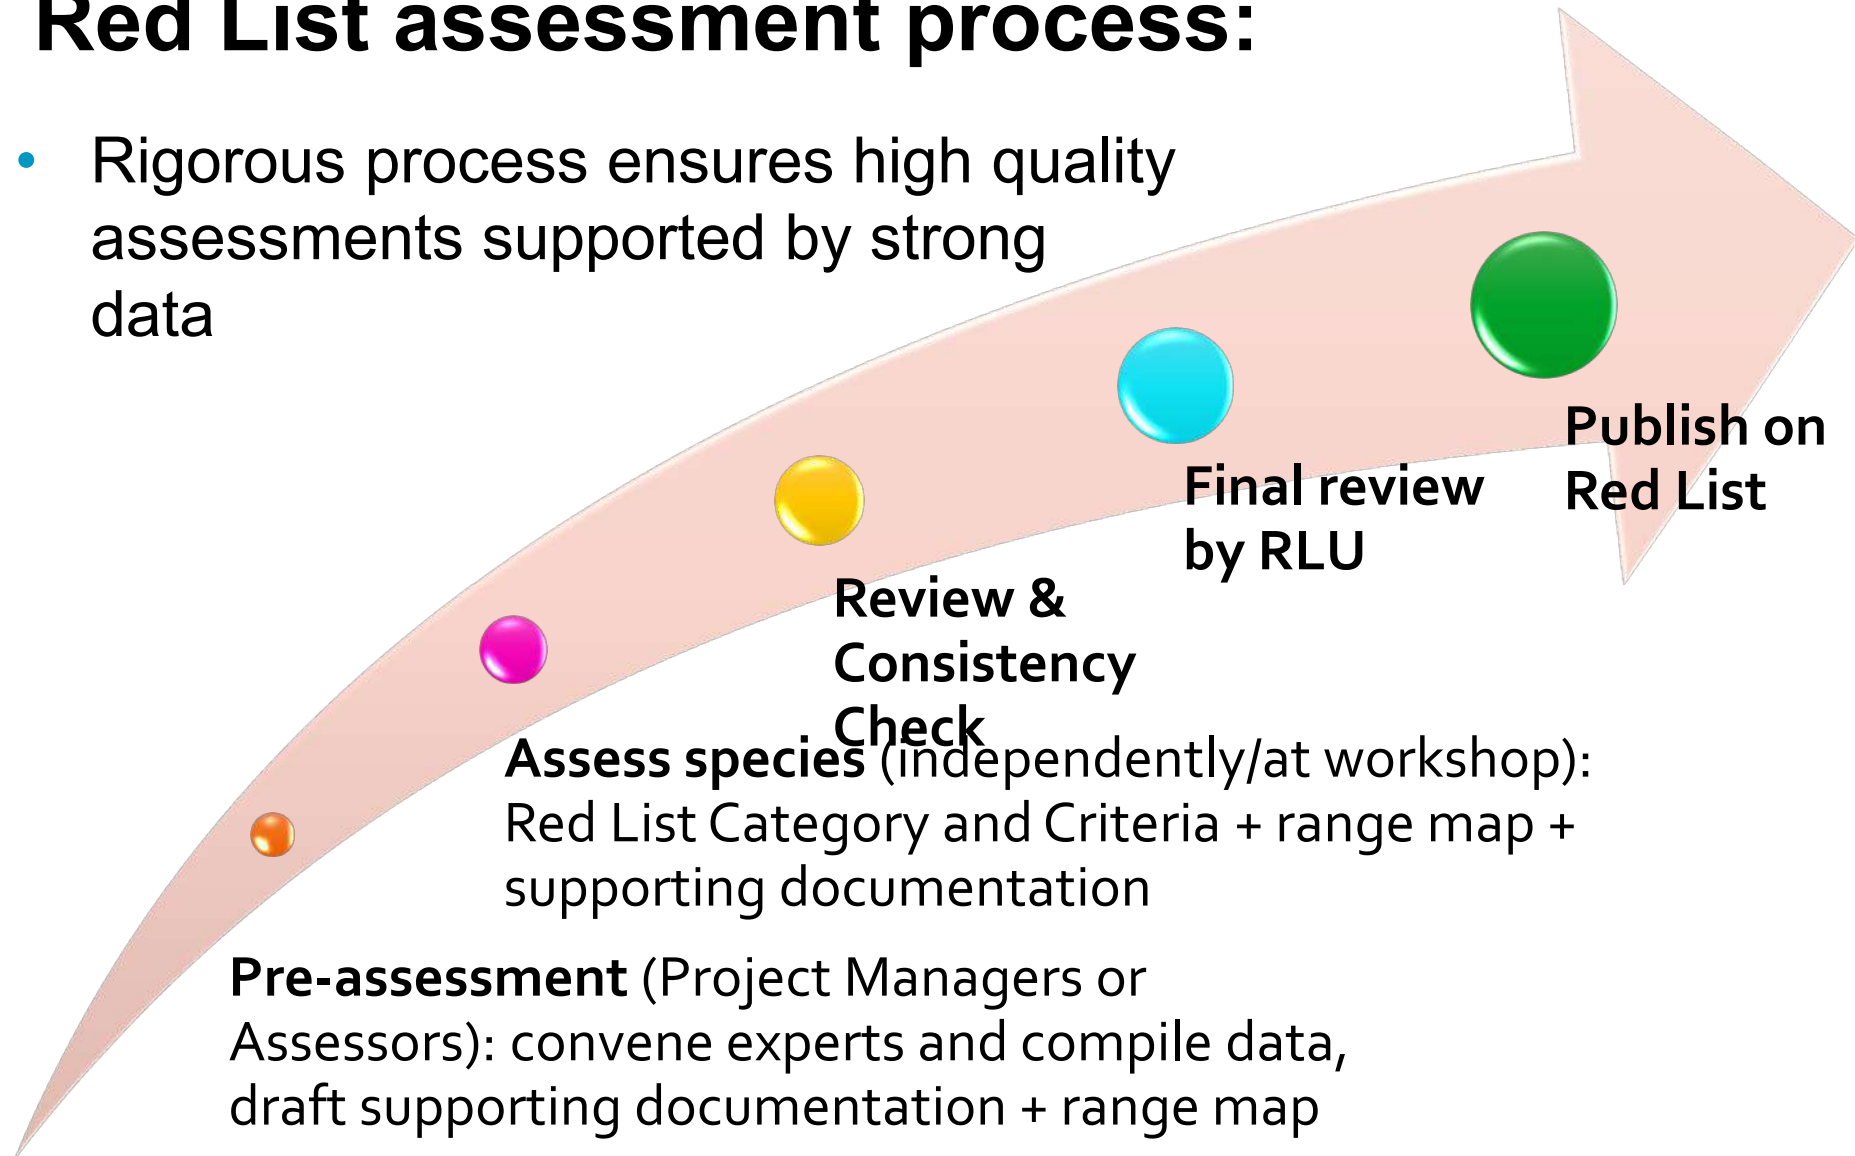 Red List assessment process:
• Rigorous process ensures high quality
assessments supported by strong
data
Publish on
Red List
Final review
by RLU
Review &
Consistency
Check
Assess species (independently/at workshop):
Red List Category and Criteria + range map +
supporting documentation
Pre-assessment (Project Managers or
Assessors): convene experts and compile data,
draft supporting documentation + range map